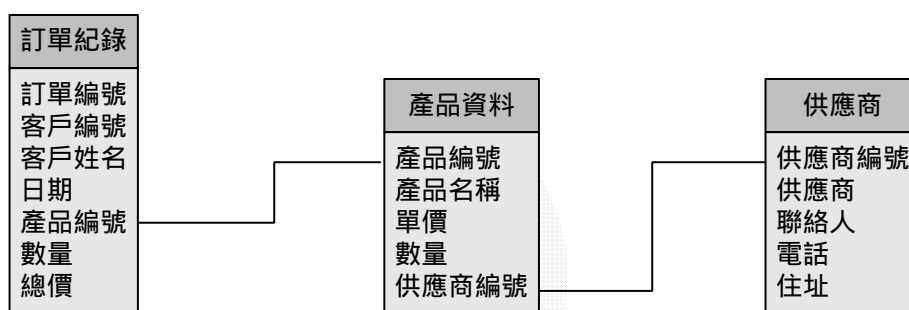 訂單紀錄
訂單編號
客戶編號
客戶姓名
日期
產品編號
數量
總價
產品資料
產品編號
產品名稱
單價
數量
供應商編號
供應商
供應商編號
供應商
聯絡人
電話
住址